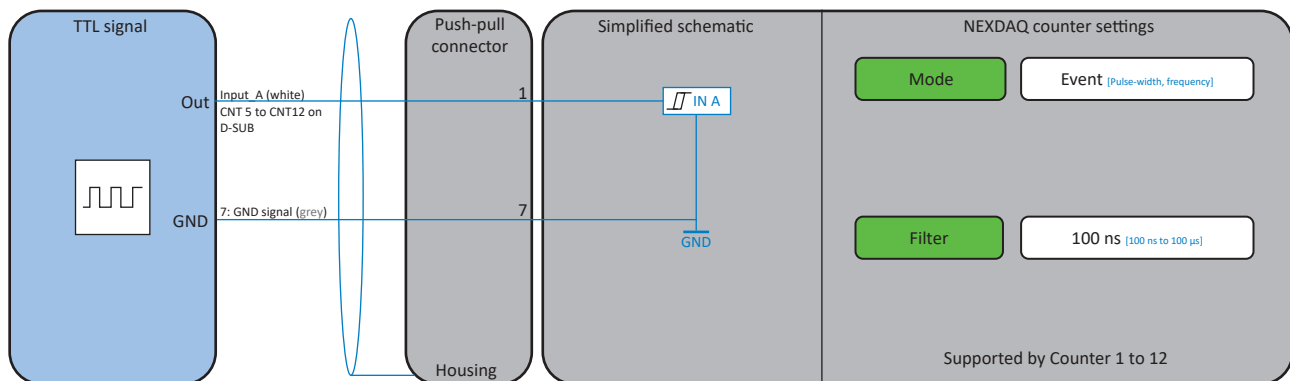 TTL signal
Out
GND
Input_A (white)
CNT 5 to CNT12 on
D-SUB
7: GND signal (grey)
Push-pull
connector
1
7
Housing
Simplified schematic
IN A
GND
NEXDAQ counter settings
Mode
Event [Pulse-width, frequency]
Filter
100 ns [100 ns to 100 µs]
Supported by Counter 1 to 12